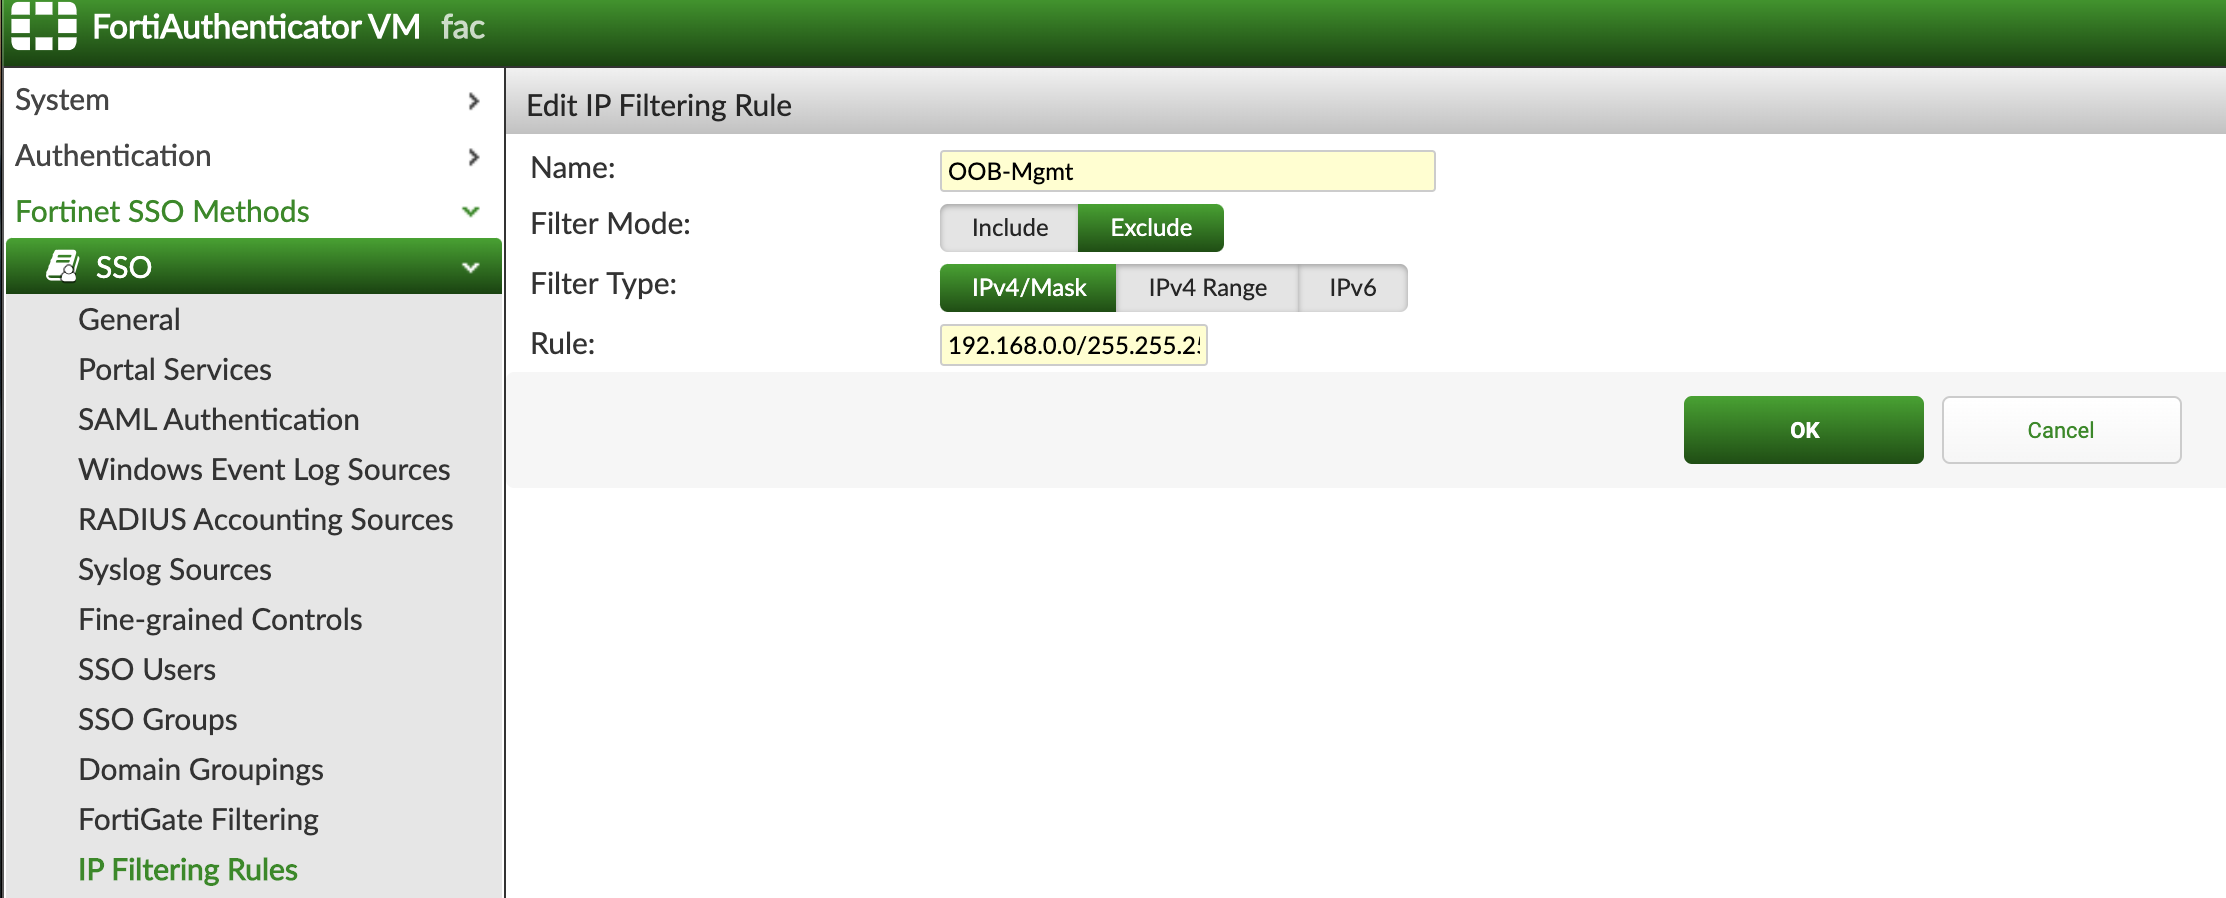 FortiAuthenticator VM fac
System
Authentication
Fortinet SSO Methods
SSO
General
Portal Services
SAML Authentication
Windows Event Log Sources
RADIUS Accounting Sources
Syslog Sources
Fine-grained Controls
SSO Users
SSO Groups
Domain Groupings
FortiGate Filtering
IP Filtering Rules
Edit IP Filtering Rule
Name: OOB-Mgmt
Filter Mode: Include Exclude
Filter Type: IPv4/Mask IPv4 Range IPv6
Rule: 192.168.0.0/255.255.2
OK Cancel